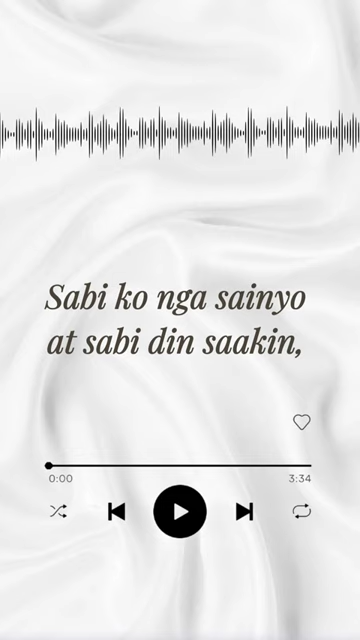 Sabi ko nga sainyo
at sabi din saakin,
0:00
3:34